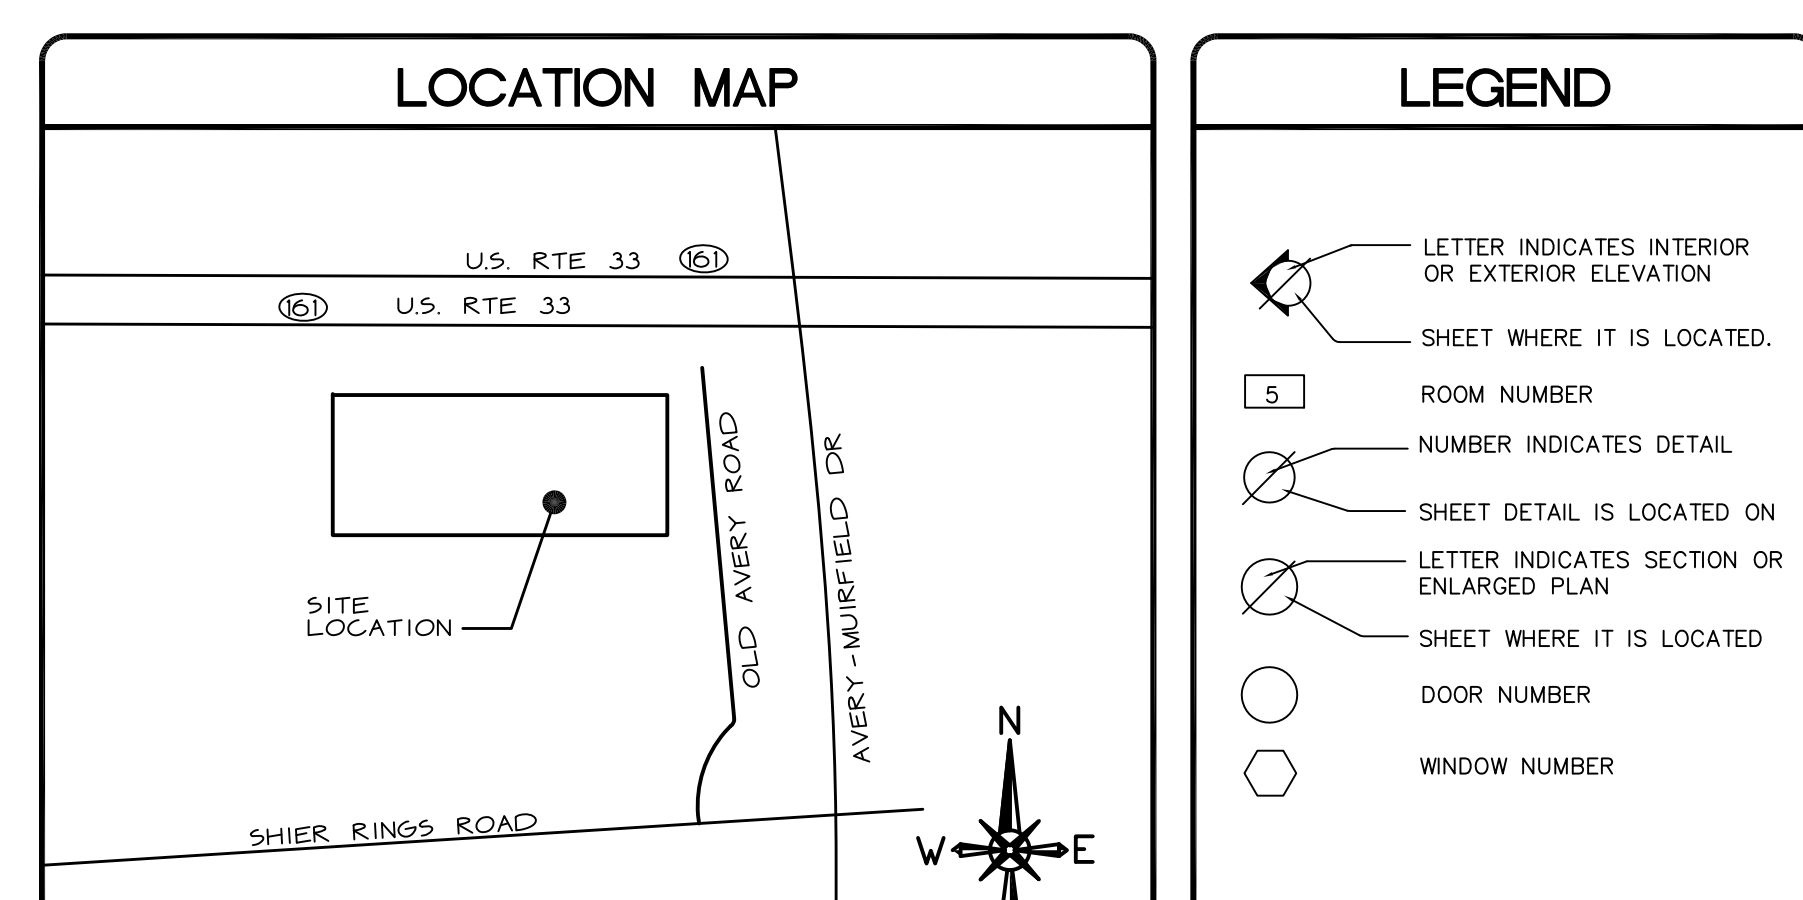 LOCATION MAP
U.S. RTE 33 161
161 U.S. RTE 33
OLD AVERY ROAD
AVERY-MUIRFIELD DR
SITE
LOCATION
SHIER RINGS ROAD
N
W E
LEGEND
LETTER INDICATES INTERIOR
OR EXTERIOR ELEVATION
SHEET WHERE IT IS LOCATED.
5 ROOM NUMBER
NUMBER INDICATES DETAIL
SHEET DETAIL IS LOCATED ON
LETTER INDICATES SECTION OR
ENLARGED PLAN
SHEET WHERE IT IS LOCATED
DOOR NUMBER
WINDOW NUMBER